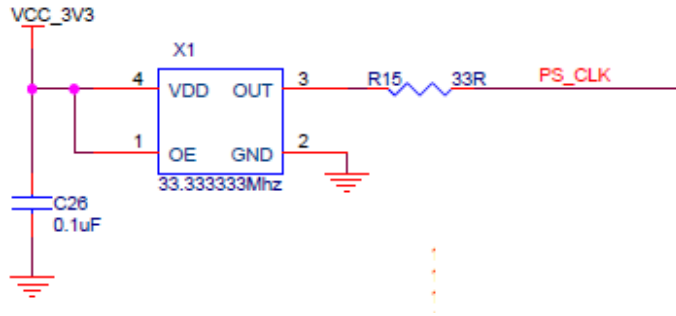 VCC_3V3
X1
4 VDD OUT 3 R15 33R PS_CLK
1 OE GND 2
33.333333Mhz
C26
0.1uF